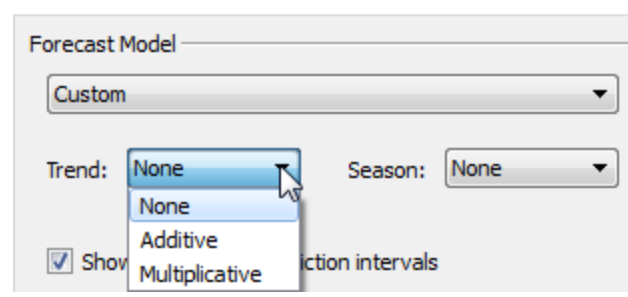 Forecast Model
Custom
Trend: None Season: None
None
Additive
Show iction intervals
Multiplicative